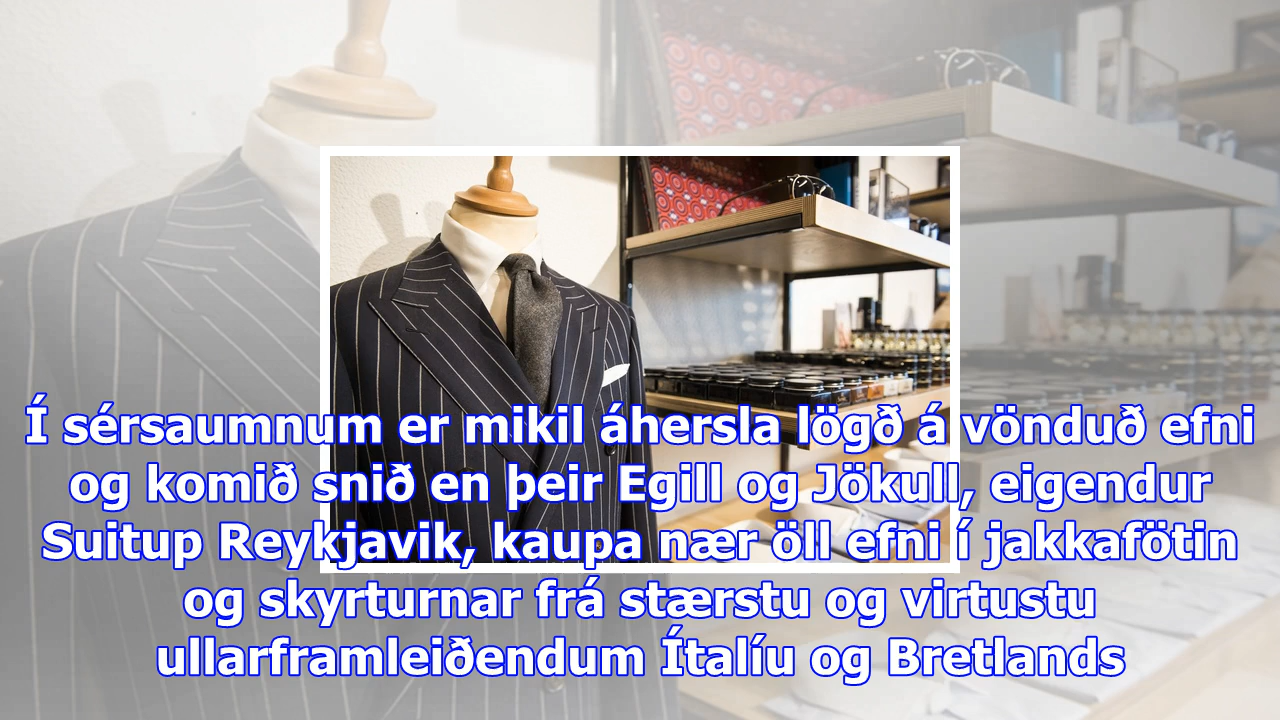 Í sérsaumnum er mikil áhersla lögð á vönduð efni
og komið snið en þeir Egill og Jökull, eigendur
Suitup Reykjavik, kaupa nær öll efni í jakkafötin
og skyrturnar frá stærstu og virtustu
ullarframleiðendum Ítalíu og Bretlands